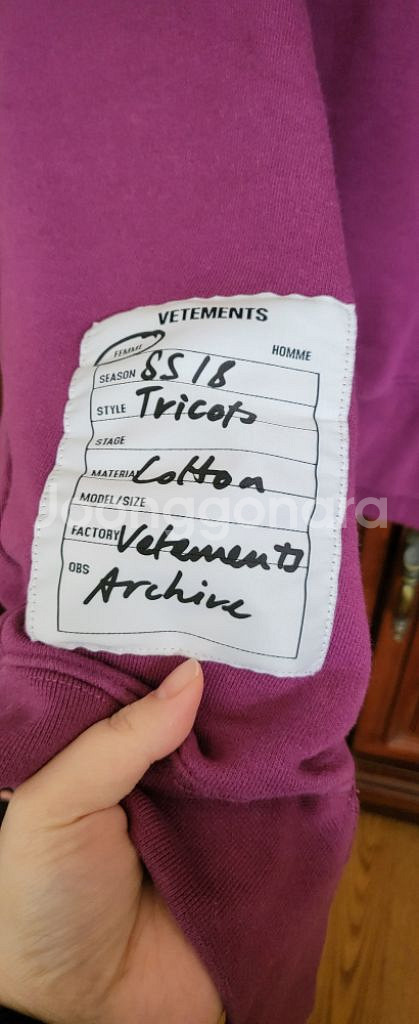 VETEMENTS
FEMME HOMME
SEASON SS18
STYLE Tricots
STAGE
MATERIAL Cotton
MODEL/SIZE
Joonggonara
FACTORY Vetements
OBS Archive